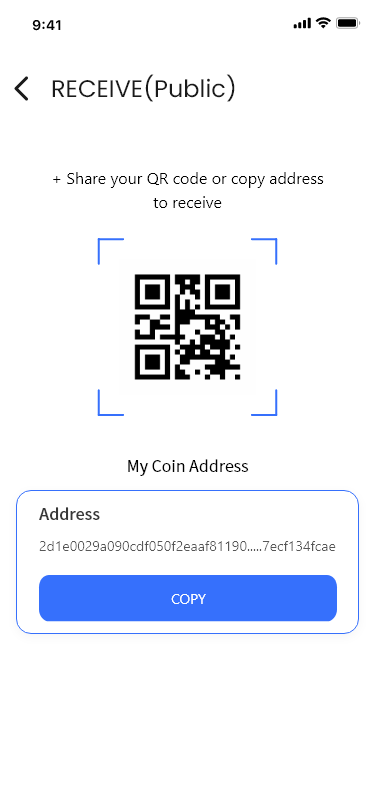 9:41
RECEIVE(Public)
+ Share your QR code or copy address
to receive
My Coin Address
Address
2d1e0029a090cdf050f2eaaf81190.....7ecf134fcae
COPY